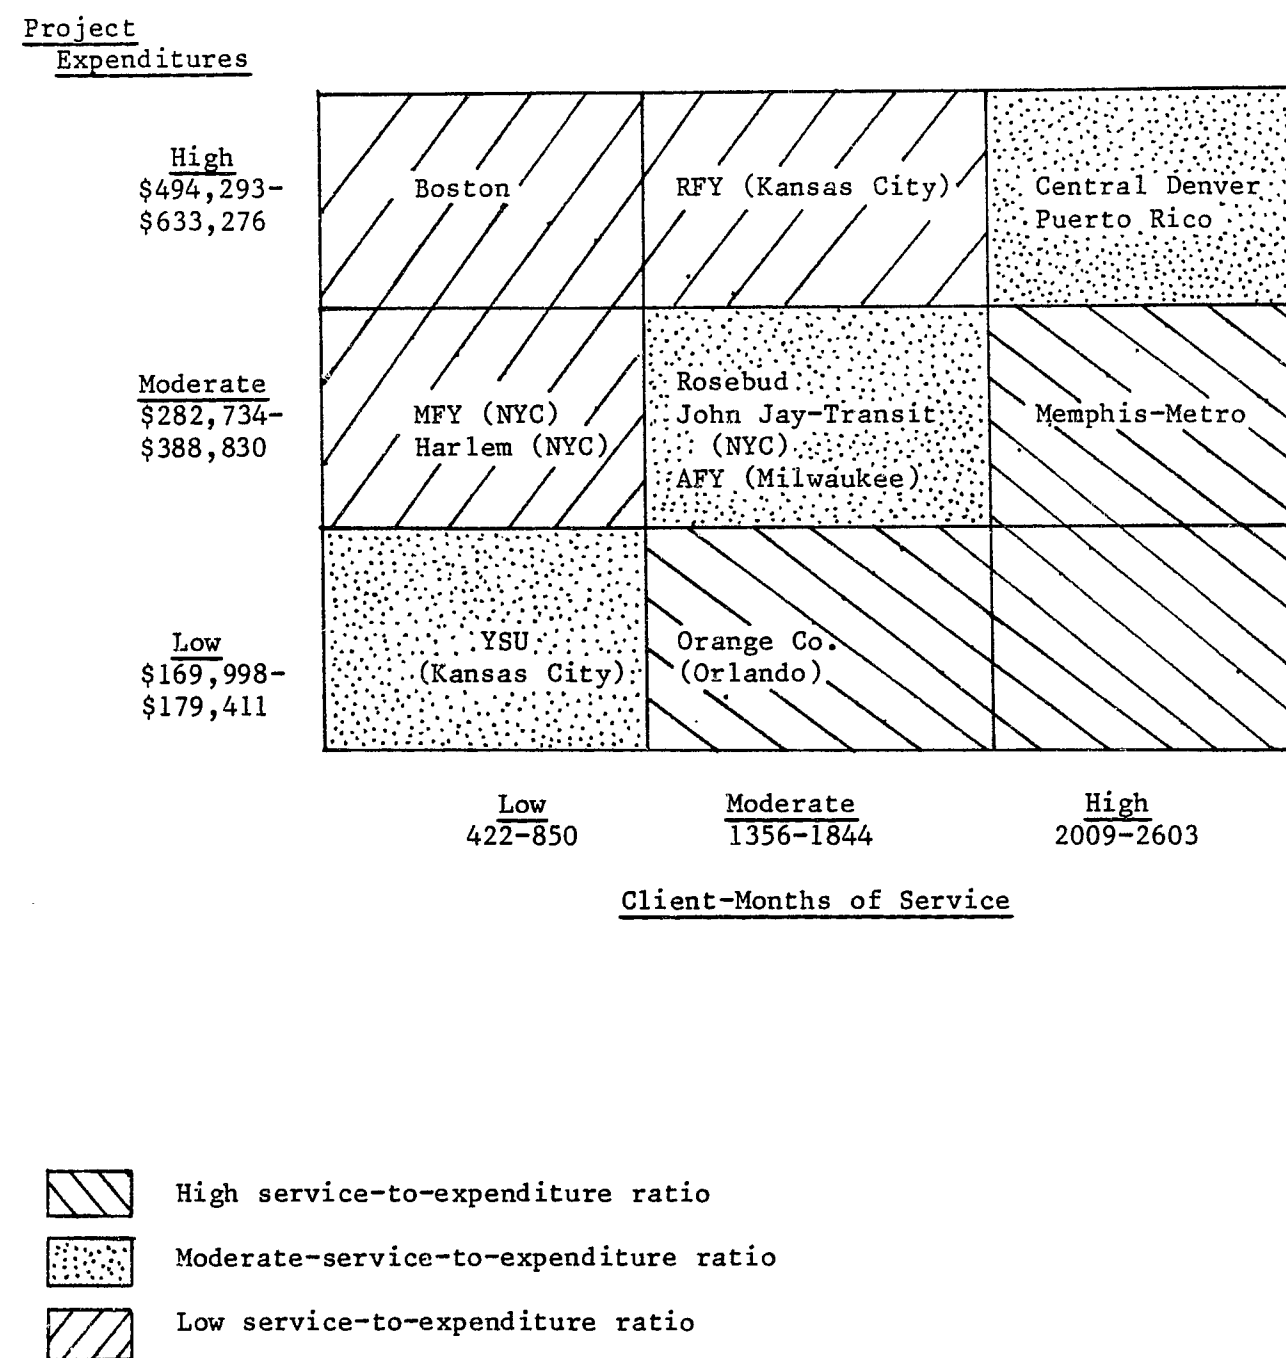 Project
Expenditures
High
$494,293-
$633,276
Boston
RFY (Kansas City)
Central Denver
Puerto Rico
Moderate
$282,734-
$388,830
MFY (NYC)
Harlem (NYC)
Rosebud
John Jay-Transit
(NYC)
AFY (Milwaukee)
Memphis-Metro
Low
$169,998-
$179,411
YSU
(Kansas City)
Orange Co.
(Orlando)
Low
422-850
Moderate
1356-1844
High
2009-2603
Client-Months of Service
High service-to-expenditure ratio
Moderate-service-to-expenditure ratio
Low service-to-expenditure ratio